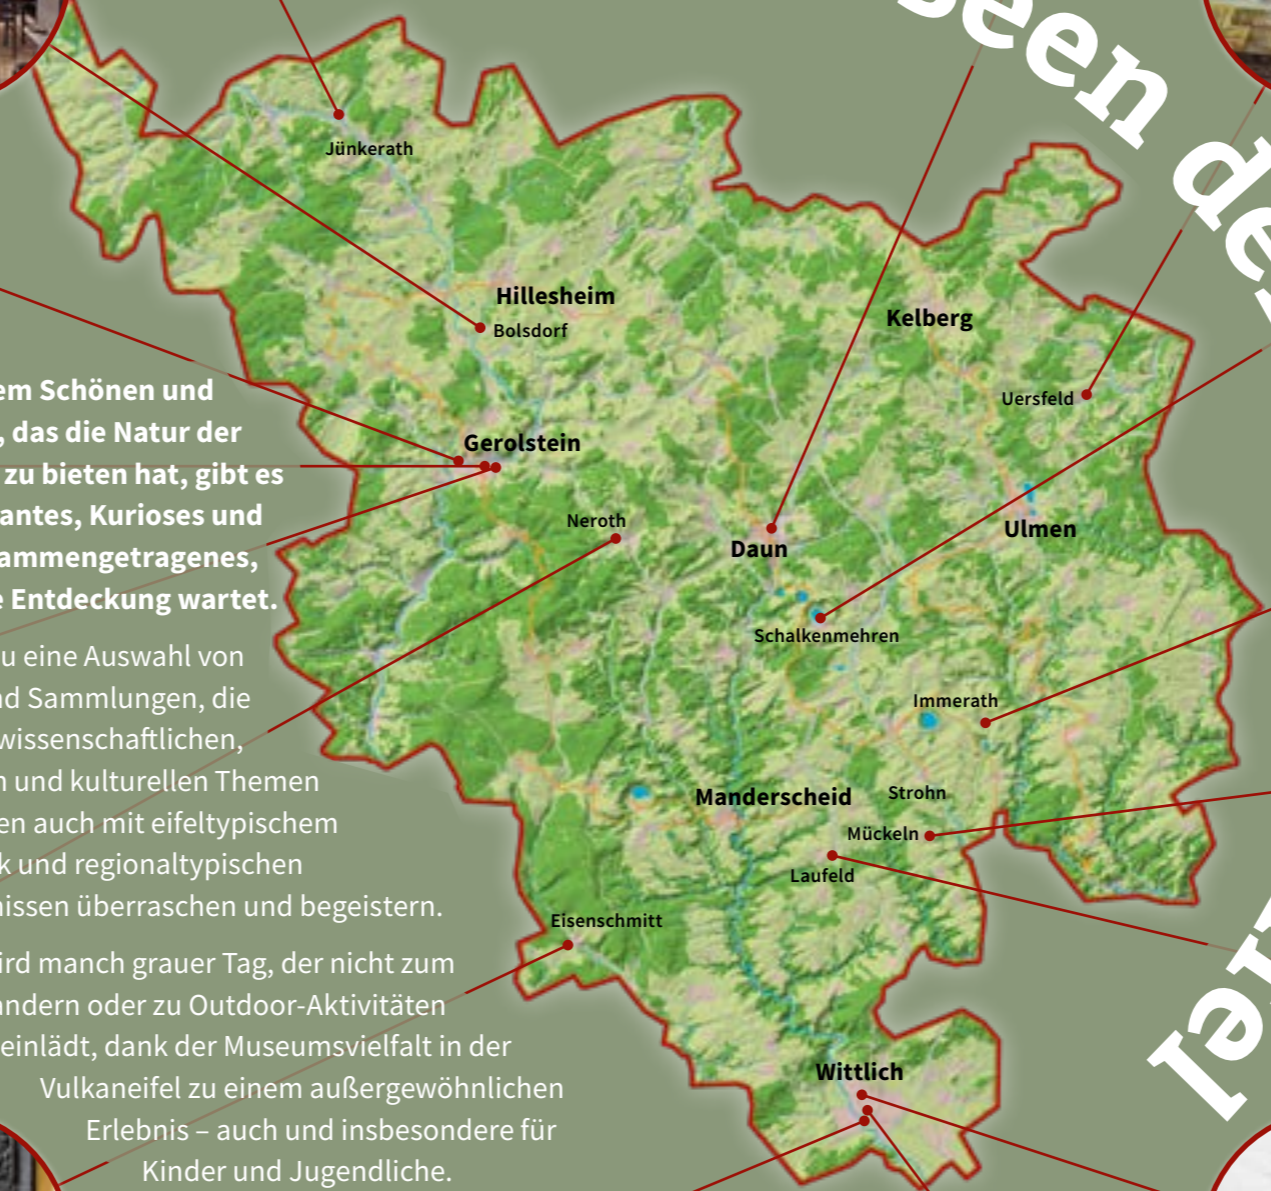 een de
Jünkerath
Hillesheim
Bolsdorf
Kelberg
Uersfeld
Gerolstein
Neroth
Daun
Ulmen
Schalkenmehren
Immerath
Manderscheid
Strohn
Mückeln
Laufeld
Eisenschmitt
Wittlich
em Schönen und
, das die Natur der
zu bieten hat, gibt es
antes, Kurioses und
ammengetragenes,
e Entdeckung wartet.
u eine Auswahl von
nd Sammlungen, die
wissenschaftlichen,
n und kulturellen Themen
en auch mit eifeltypischem
k und regionaltypischen
nissen überraschen und begeistern.
ird manch grauer Tag, der nicht zum
andern oder zu Outdoor-Aktivitäten
einlädt, dank der Museumsvielfalt in der
Vulkaneifel zu einem außergewöhnlichen
Erlebnis – auch und insbesondere für
Kinder und Jugendliche.